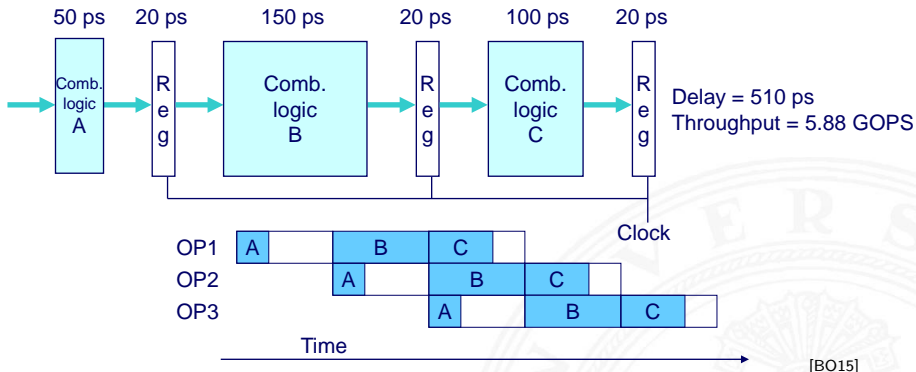 50 ps 20 ps 150 ps 20 ps 100 ps 20 ps
Comb.
logic
A
R
e
g
Comb.
logic
B
R
e
g
Comb.
logic
C
R
e
g
Delay = 510 ps
Throughput = 5.88 GOPS
Clock
OP1 A B C
OP2 A B C
OP3 A B C
Time
[BO15]
V E R S